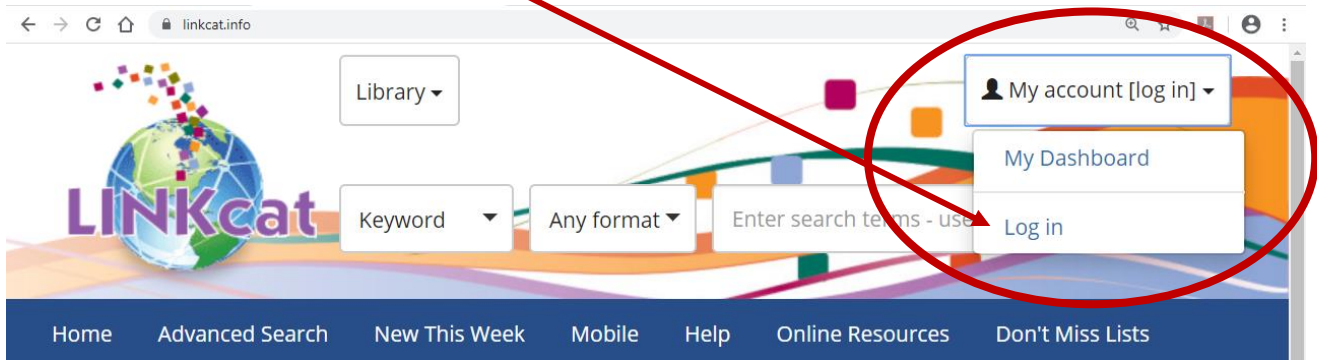 linkcat.info
Library
My account [log in]
My Dashboard
LINKcat
Keyword
Any format
Enter search terms - use
Log in
Home Advanced Search New This Week Mobile Help Online Resources Don't Miss Lists